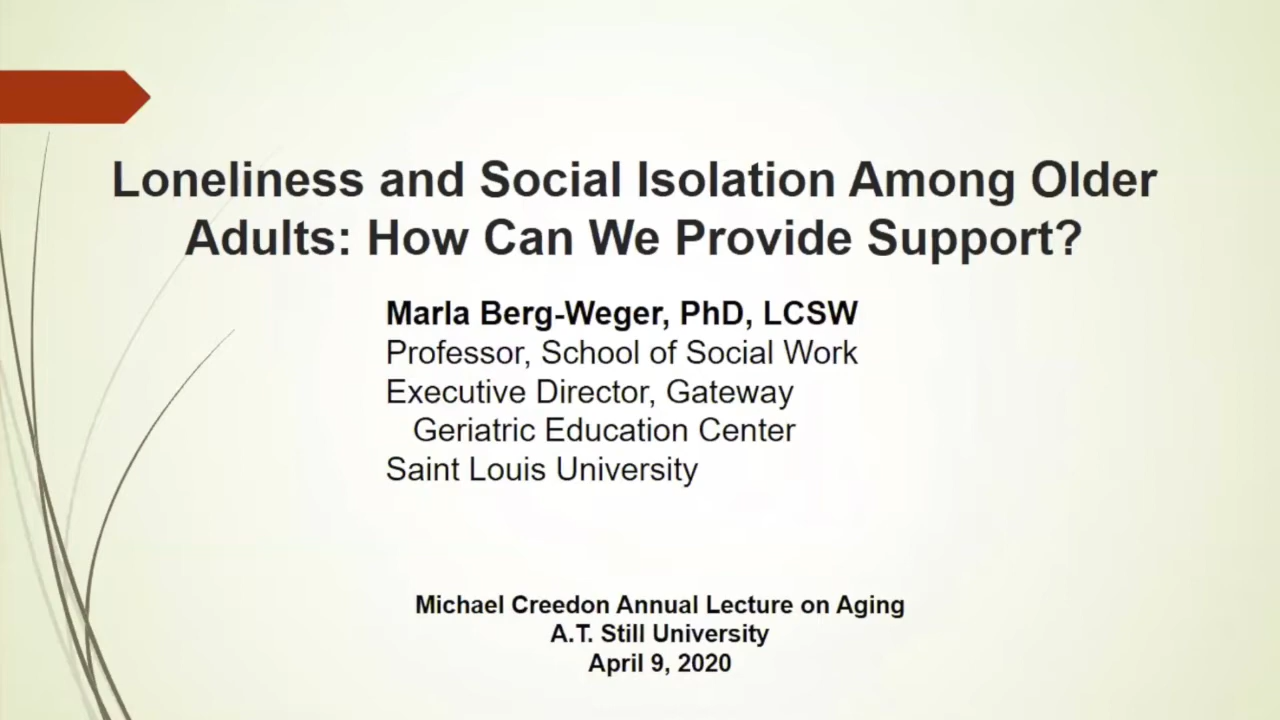 Loneliness and Social Isolation Among Older
Adults: How Can We Provide Support?
Marla Berg-Weger, PhD, LCSW
Professor, School of Social Work
Executive Director, Gateway
Geriatric Education Center
Saint Louis University
Michael Creedon Annual Lecture on Aging
A.T. Still University
April 9, 2020